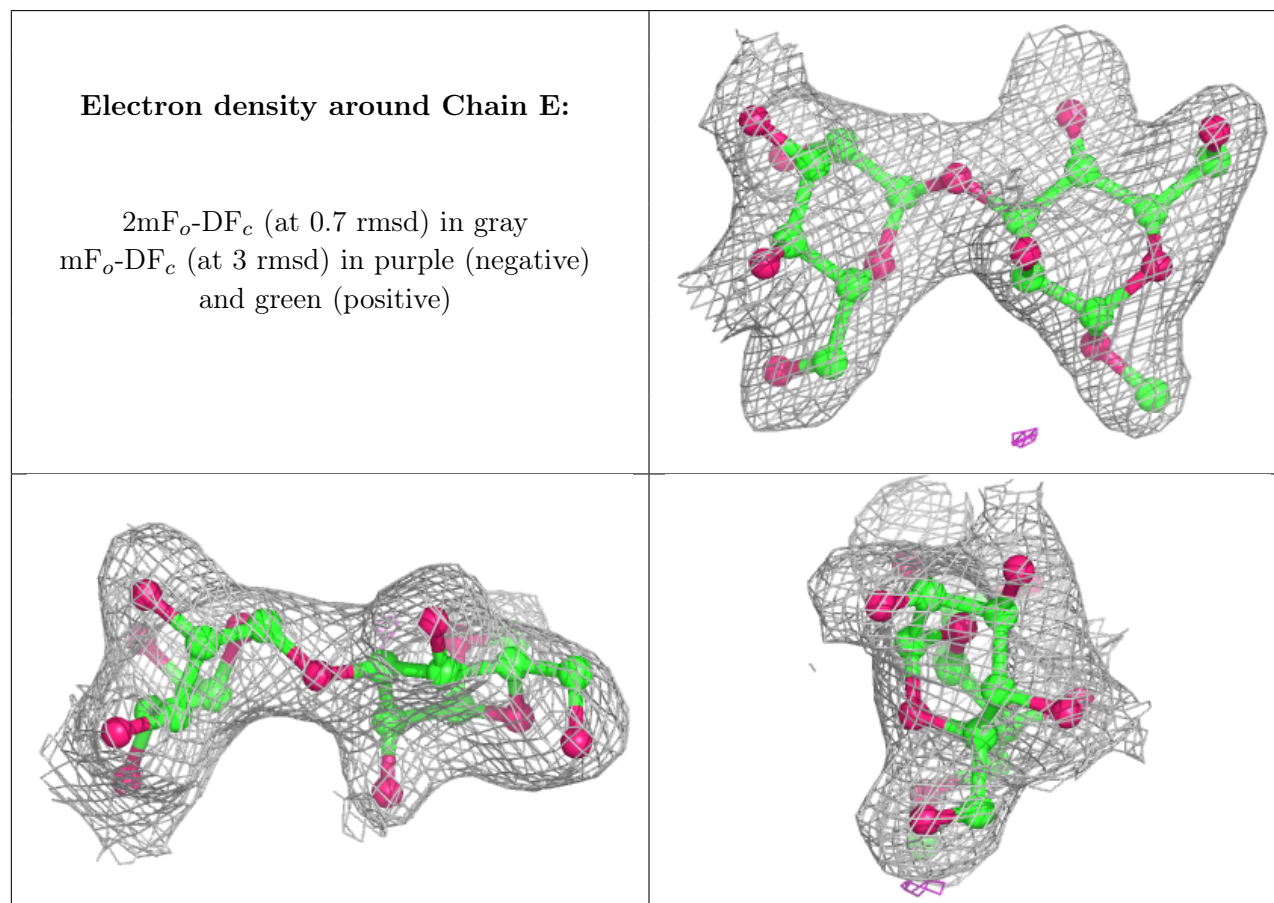 Electron density around Chain E:
2mFo-DFc (at 0.7 rmsd) in gray
mFo-DFc (at 3 rmsd) in purple (negative)
and green (positive)